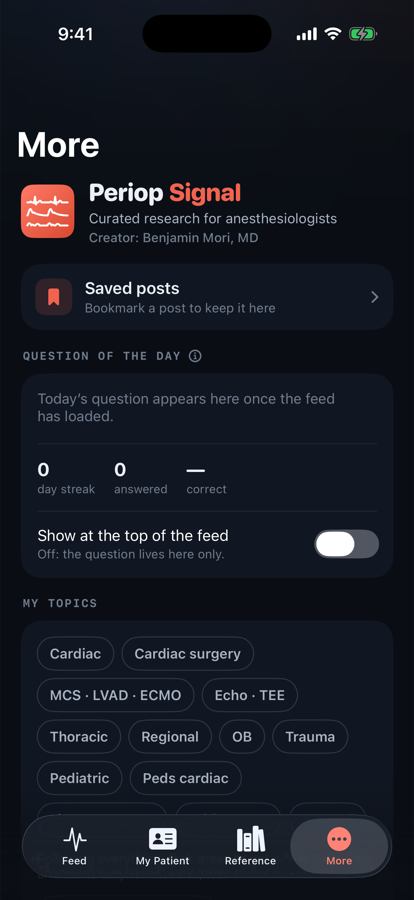 9:41
More
Periop Signal
Curated research for anesthesiologists
Creator: Benjamin Mori, MD
Saved posts
Bookmark a post to keep it here
QUESTION OF THE DAY
Today's question appears here once the feed
has loaded.
0
day streak
0
answered
—
correct
Show at the top of the feed
Off: the question lives here only.
MY TOPICS
Cardiac
Cardiac surgery
MCS · LVAD · ECMO
Echo · TEE
Thoracic
Regional
OB
Trauma
Pediatric
Peds cardiac
Feed
My Patient
Reference
More